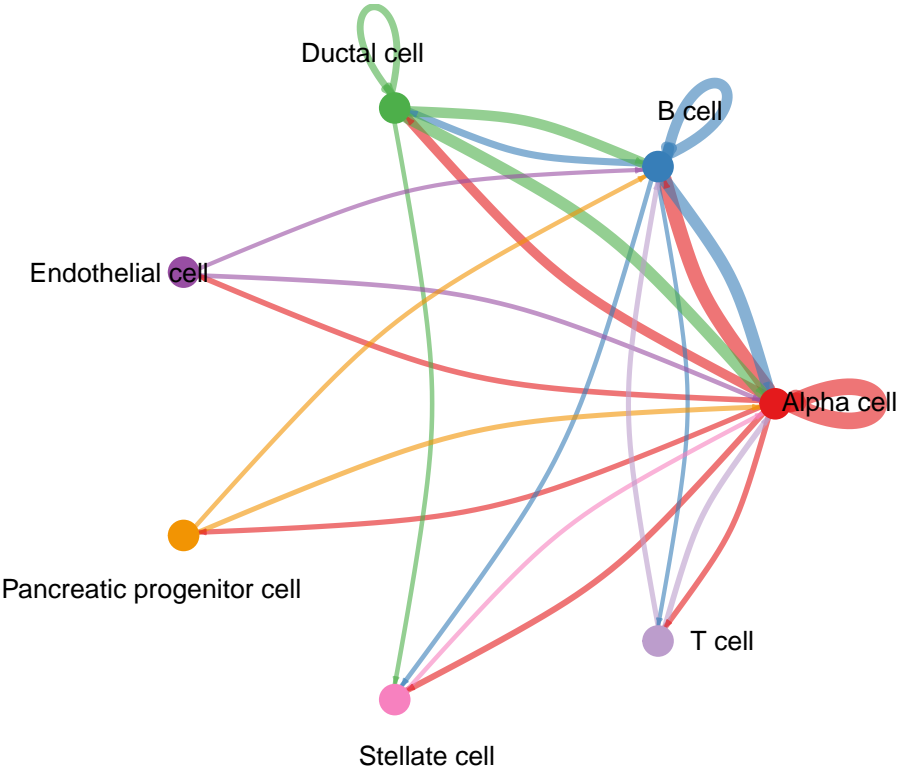 Ductal cell
B cell
Endothelial cell
Alpha cell
Pancreatic progenitor cell
T cell
Stellate cell